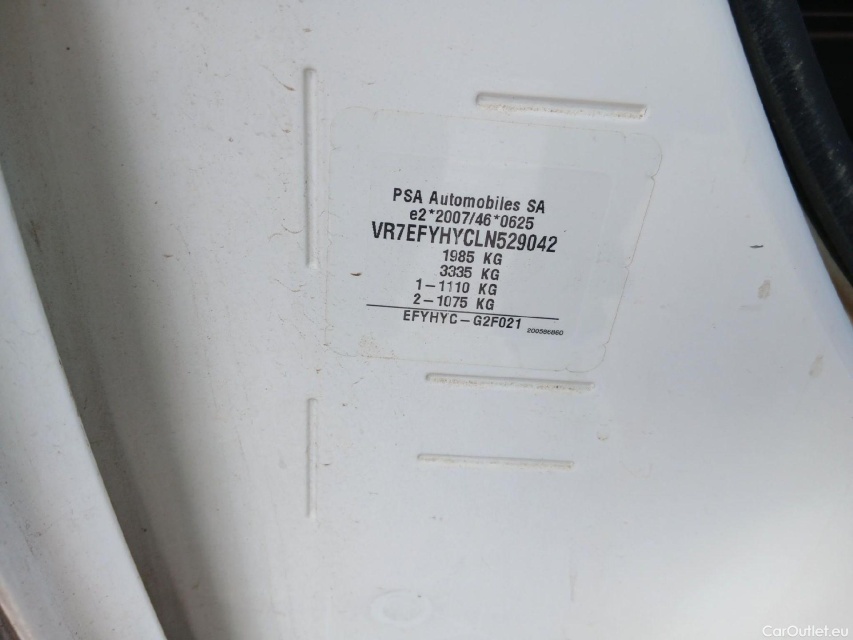 PSA Automobiles SA
e2*2007/46*0625
VR7EFYHYCLN529042
1985 KG
3335 KG
1-1110 KG
2-1075 KG
EFYHYC-G2F021 200586860
CarOutlet.eu